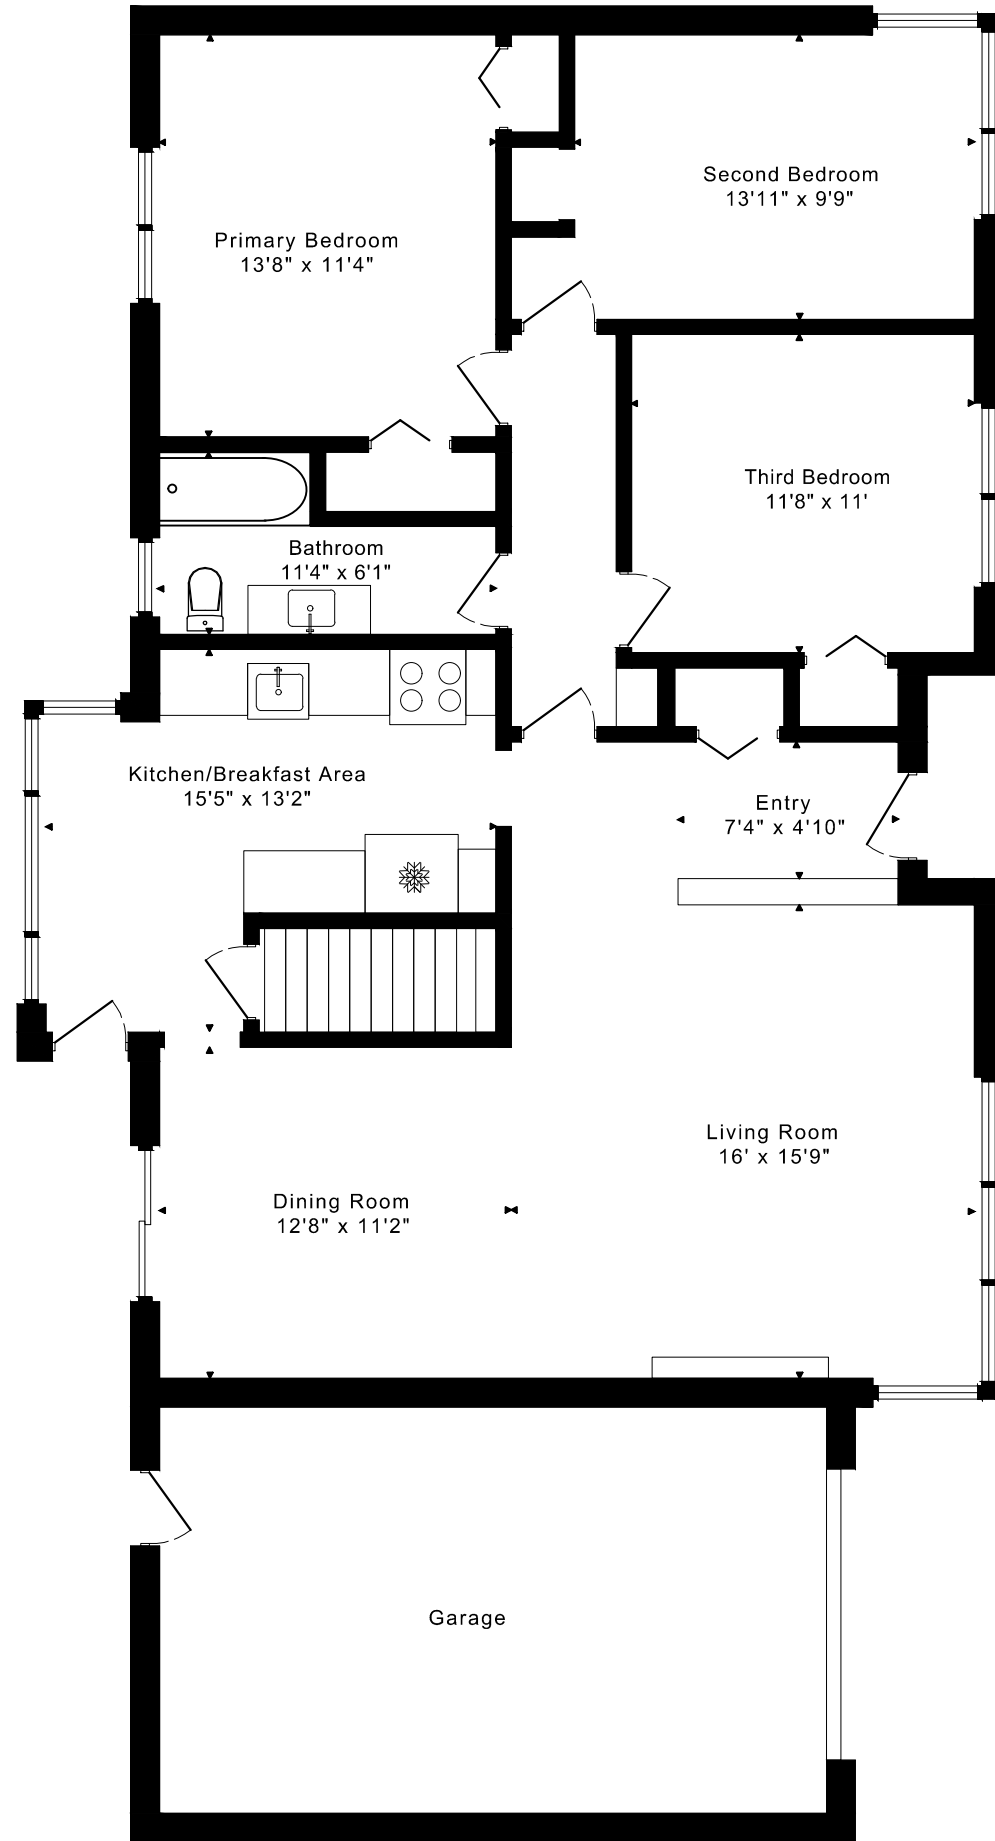 Second Bedroom
13'11" x 9'9"
Primary Bedroom
13'8" x 11'4"
Third Bedroom
11'8" x 11'
Bathroom
11'4" x 6'1"
Kitchen/Breakfast Area
15'5" x 13'2"
Entry
7'4" x 4'10"
Living Room
16' x 15'9"
Dining Room
12'8" x 11'2"
Garage